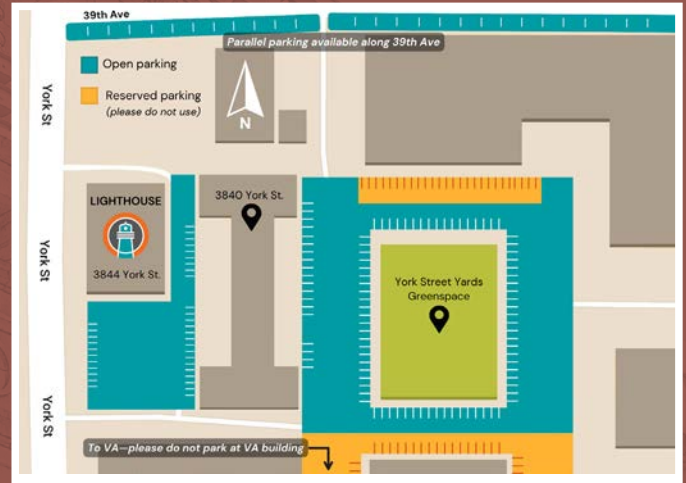 39th Ave
Parallel parking available along 39th Ave
Open parking
Reserved parking
(please do not use)
N
York St
LIGHTHOUSE
3844 York St.
3840 York St.
York St
York Street Yards
Greenspace
York St
To VA—please do not park at VA building